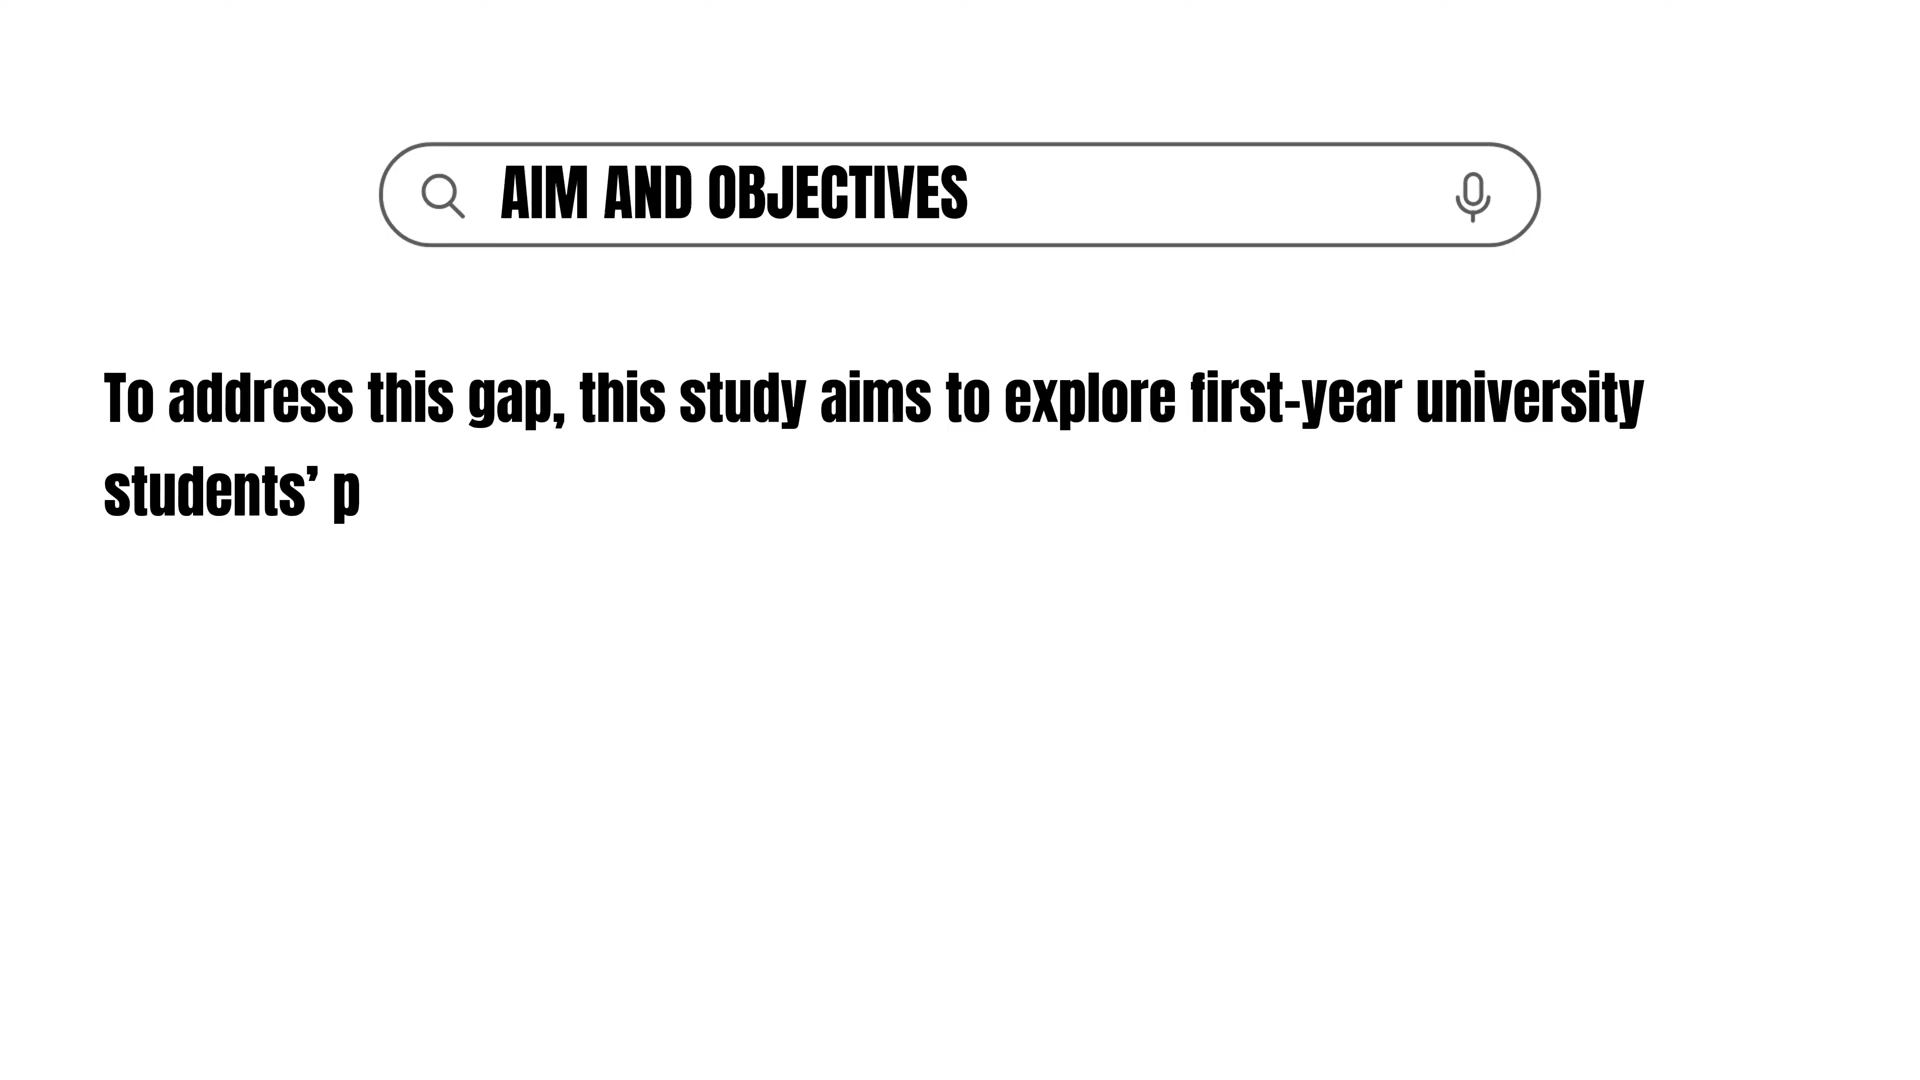 AIM AND OBJECTIVES
To address this gap, this study aims to explore first-year university
students’ p